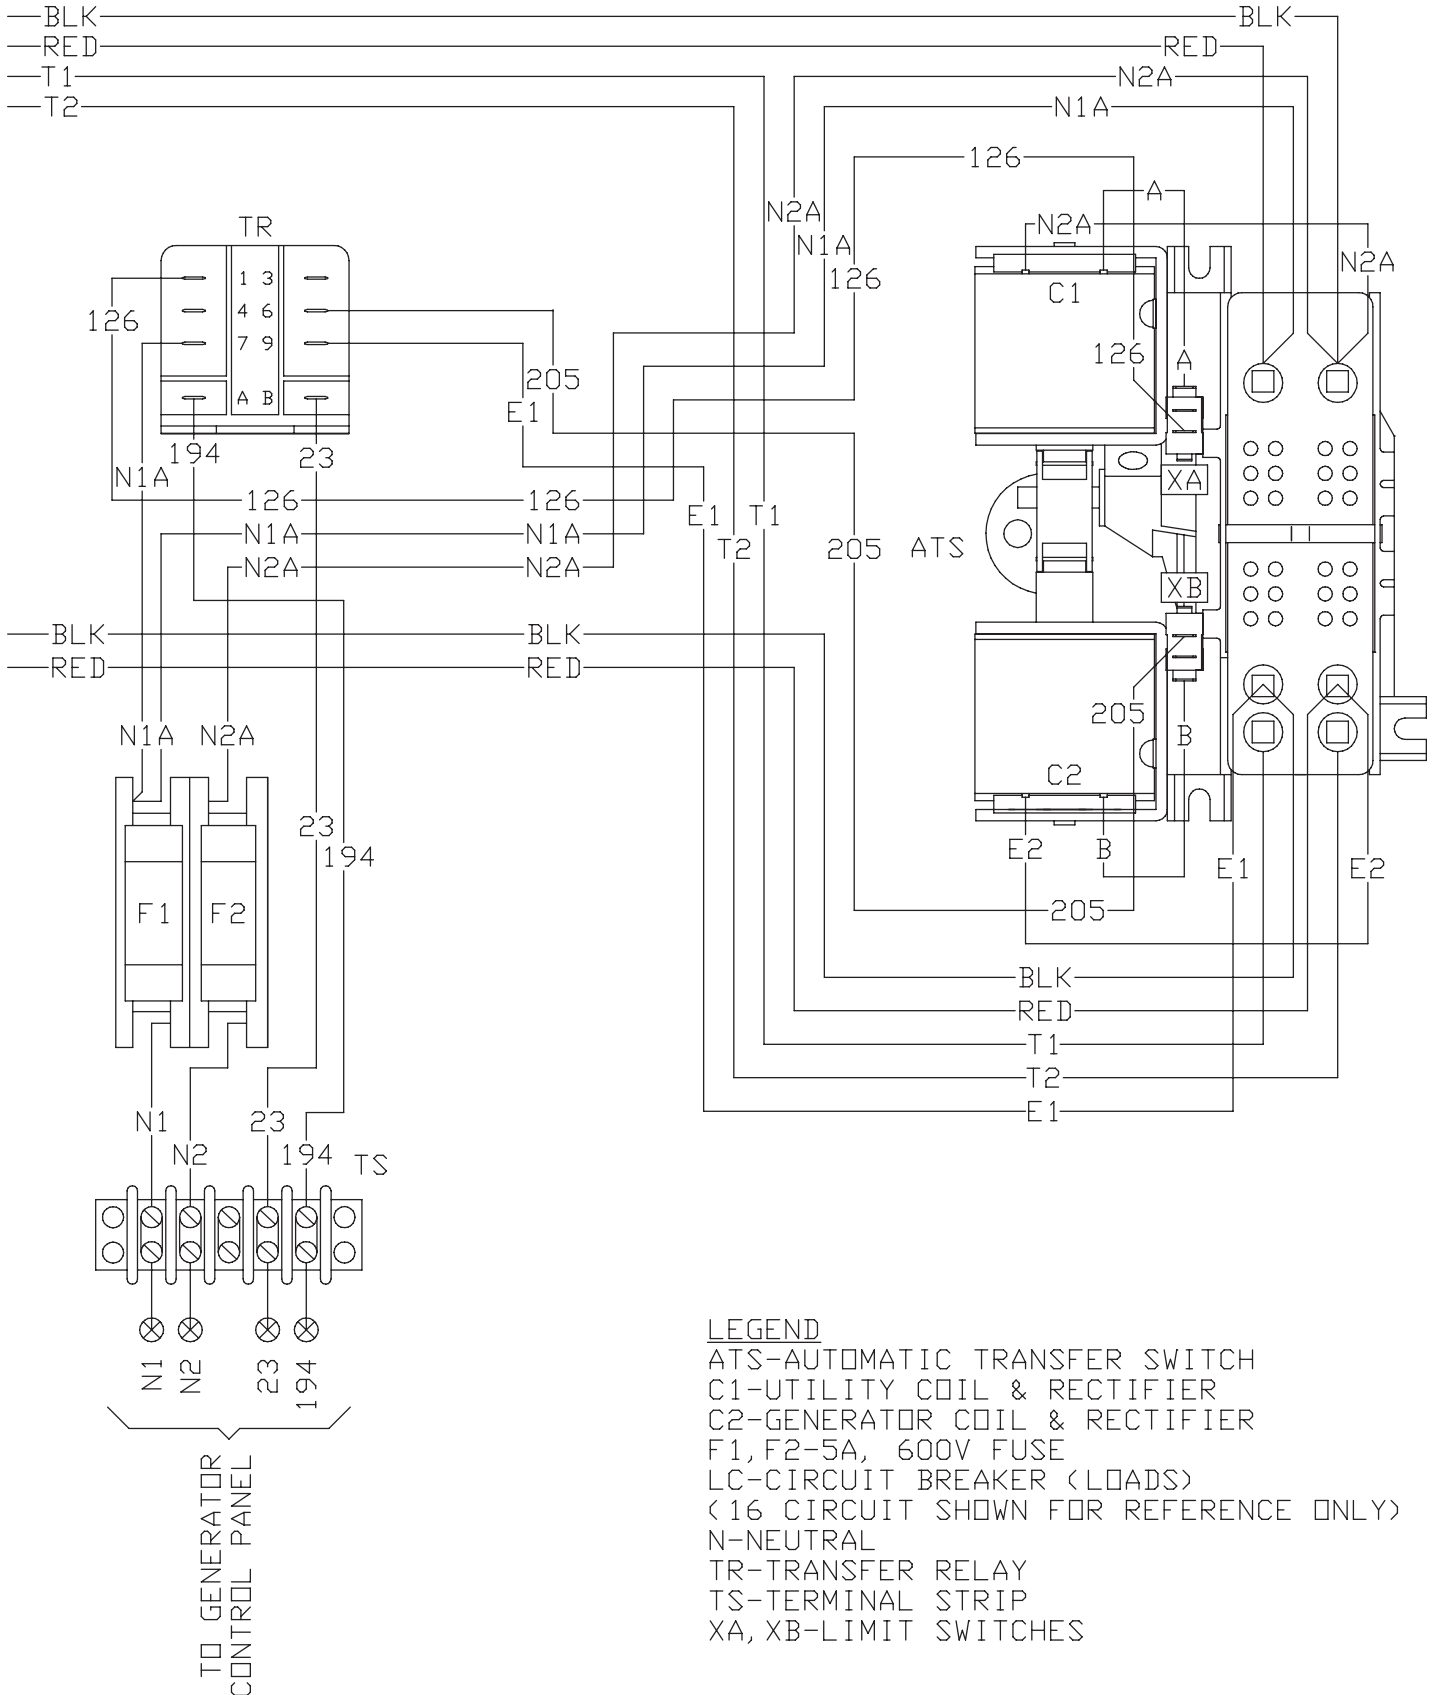 BLK BLK
RED RED
T1 N2A
T2 N1A
126
A
N2A N2A
TR N1A
N2A
126
1 3
C1
4 6
126
7 9
126 A
205
A B
E1
194 23
N1A
XA
126 126
E1 T1
N1A N1A
T2 205 ATS
N2A N2A
XB
BLK BLK
RED RED
205
B
N1A N2A
C2
23
194
E2 B
E1 E2
F1 F2
205
BLK
RED
T1
T2
E1
N1 23
N2 194 TS
N1
N2
23
194
TO GENERATOR
CONTROL PANEL
LEGEND
ATS-AUTOMATIC TRANSFER SWITCH
C1-UTILITY COIL & RECTIFIER
C2-GENERATOR COIL & RECTIFIER
F1,F2-5A, 600V FUSE
LC-CIRCUIT BREAKER (LOADS)
(16 CIRCUIT SHOWN FOR REFERENCE ONLY)
N-NEUTRAL
TR-TRANSFER RELAY
TS-TERMINAL STRIP
XA,XB-LIMIT SWITCHES